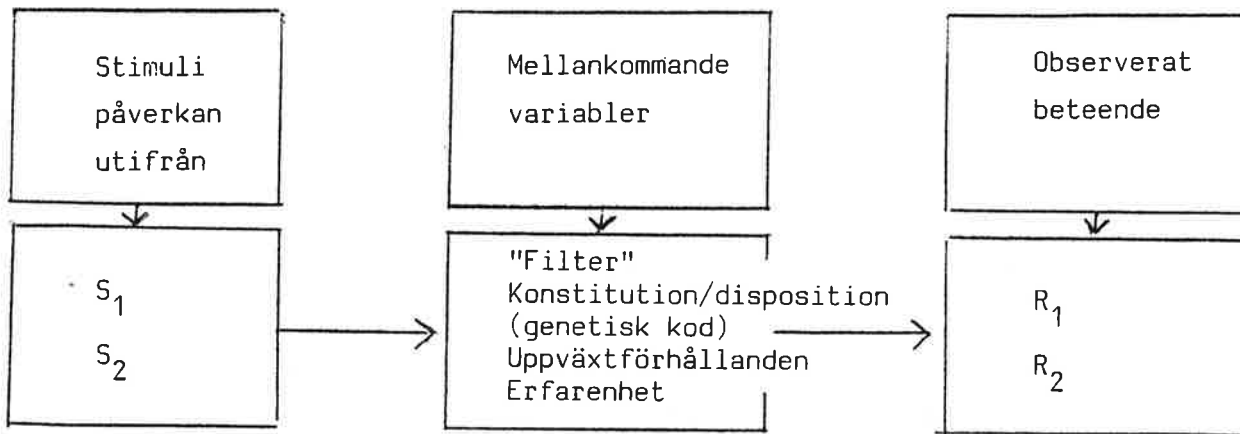 Stimuli
påverkan
utifrån
Mellankommande
variabler
Observerat
beteende
S1
S2
"Filter"
Konstitution/disposition
(genetisk kod)
Uppväxtförhållanden
Erfarenhet
R1
R2